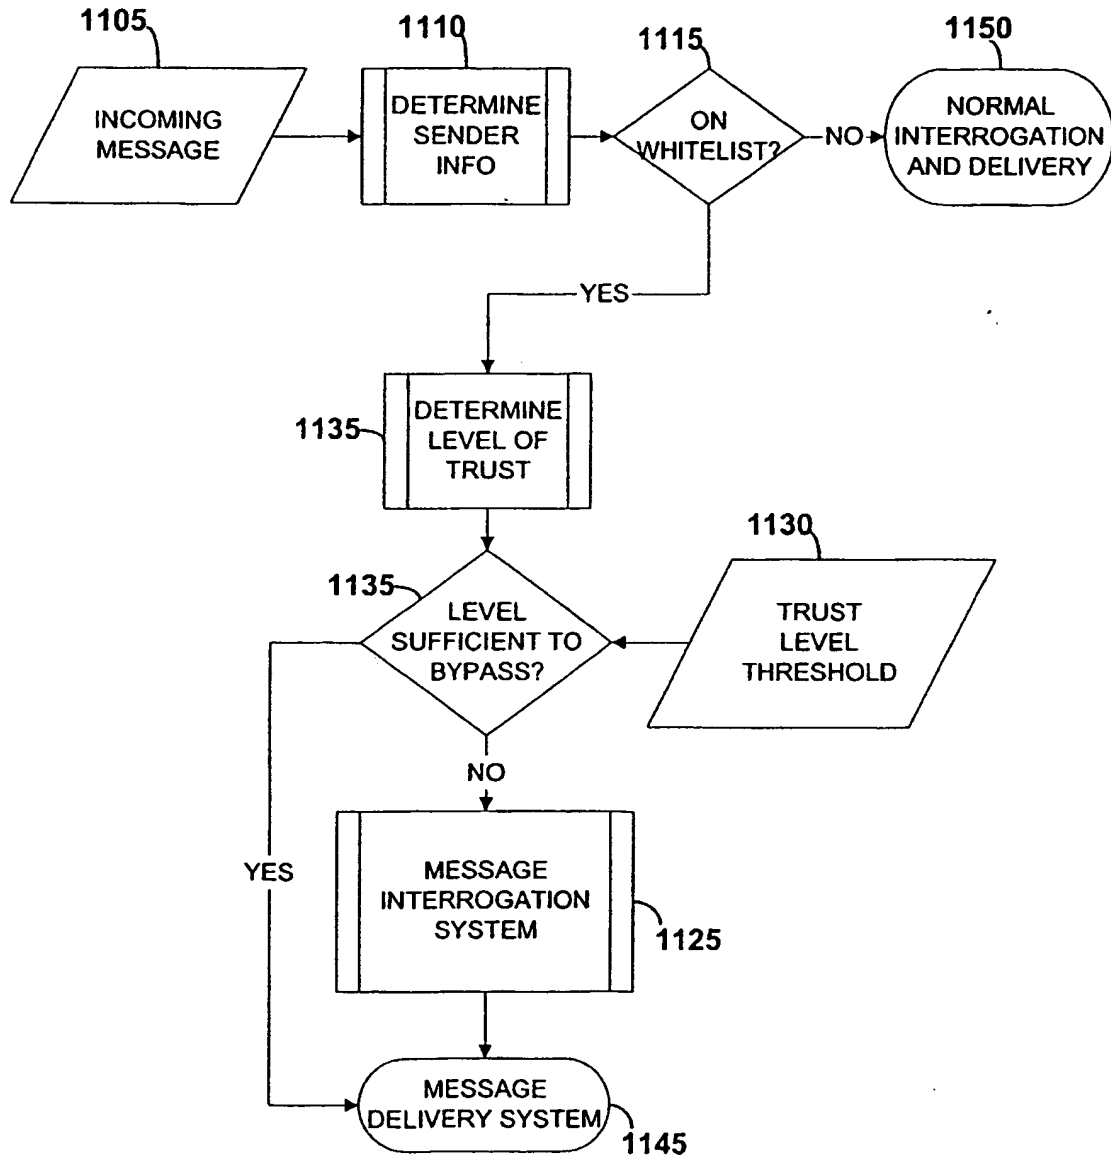 1105
1110
1115
1150
INCOMING
MESSAGE
DETERMINE
SENDER
INFO
ON
WHITELIST?
NO
NORMAL
INTERROGATION
AND DELIVERY
YES
1135
DETERMINE
LEVEL OF
TRUST
1130
1135
LEVEL
SUFFICIENT TO
BYPASS?
TRUST
LEVEL
THRESHOLD
NO
YES
MESSAGE
INTERROGATION
SYSTEM
1125
MESSAGE
DELIVERY SYSTEM
1145